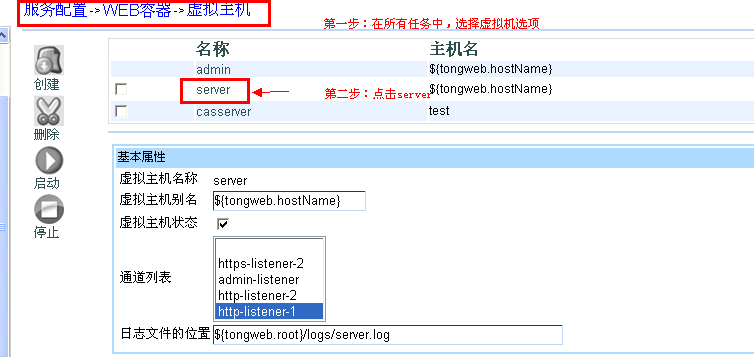 服务配置->WEB容器->虚拟主机
第一步：在所有任务中，选择虚拟机选项
名称 主机名
admin ${tongweb.hostName}
server ${tongweb.hostName}
第二步：点击server
casserver test
创建
删除
启动
停止
基本属性
虚拟主机名称 server
虚拟主机别名 ${tongweb.hostName}
虚拟主机状态
通道列表
https-listener-2
admin-listener
http-listener-2
http-listener-1
日志文件的位置 ${tongweb.root}/logs/server.log